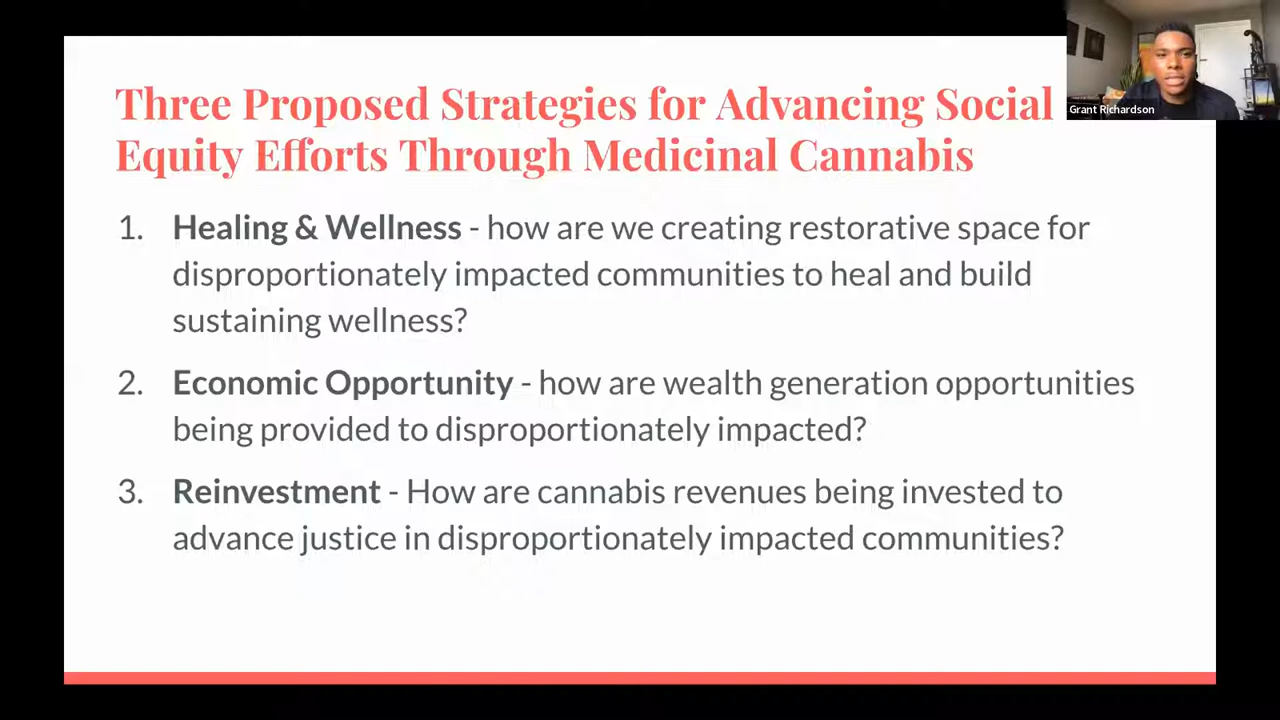 Three Proposed Strategies for Advancing Social
Equity Efforts Through Medicinal Cannabis
Grant Richardson
1. Healing & Wellness - how are we creating restorative space for
disproportionately impacted communities to heal and build
sustaining wellness?
2. Economic Opportunity - how are wealth generation opportunities
being provided to disproportionately impacted?
3. Reinvestment - How are cannabis revenues being invested to
advance justice in disproportionately impacted communities?